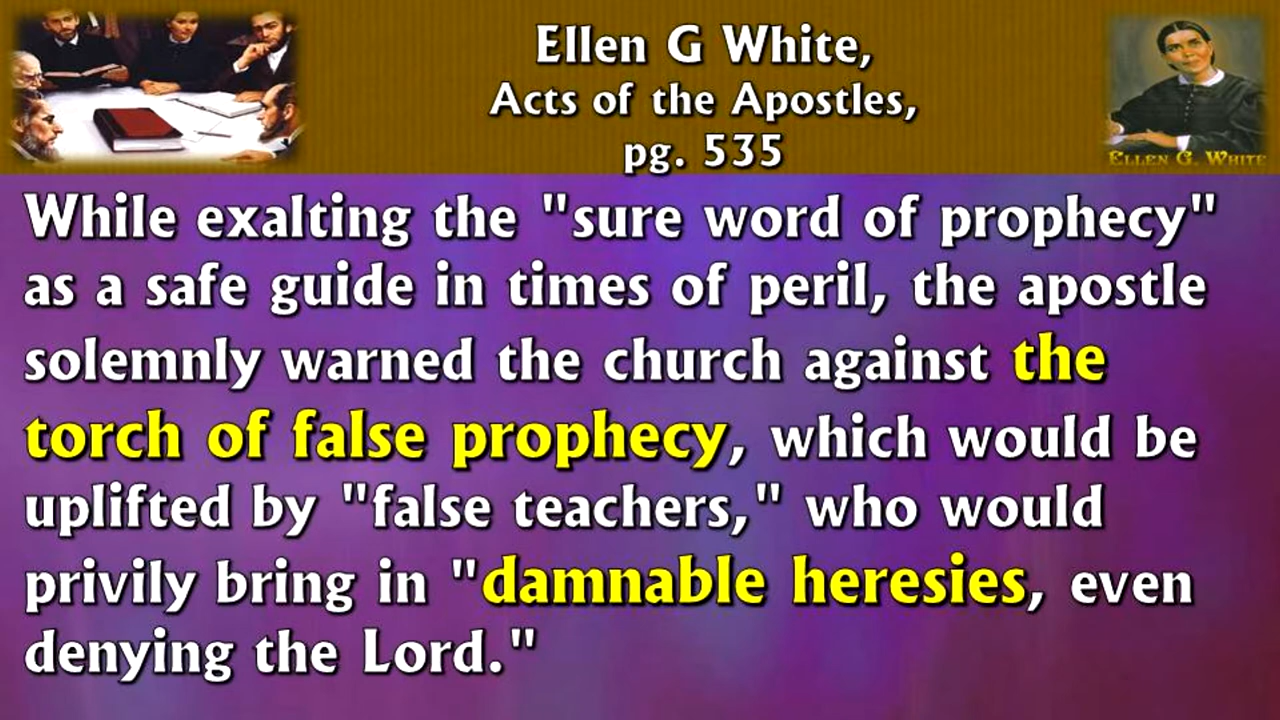 Ellen G White,
Acts of the Apostles,
pg. 535
ELLEN G. WHITE
While exalting the "sure word of prophecy"
as a safe guide in times of peril, the apostle
solemnly warned the church against the
torch of false prophecy, which would be
uplifted by "false teachers," who would
privily bring in "damnable heresies, even
denying the Lord."